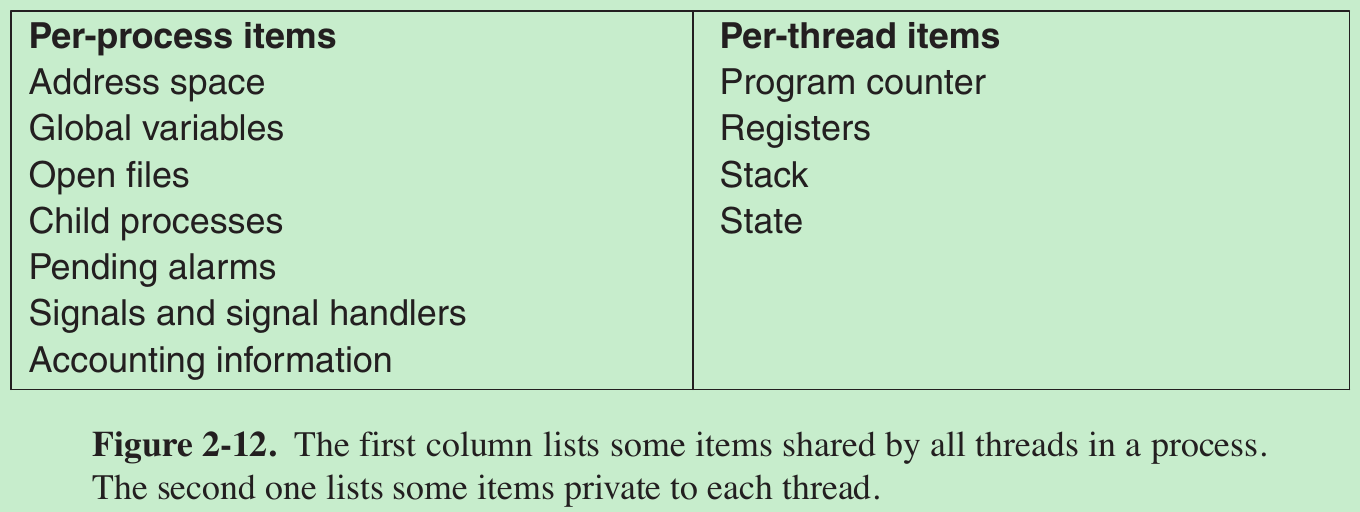 Per-process items
Address space
Global variables
Open files
Child processes
Pending alarms
Signals and signal handlers
Accounting information
Per-thread items
Program counter
Registers
Stack
State
Figure 2-12. The first column lists some items shared by all threads in a process.
The second one lists some items private to each thread.